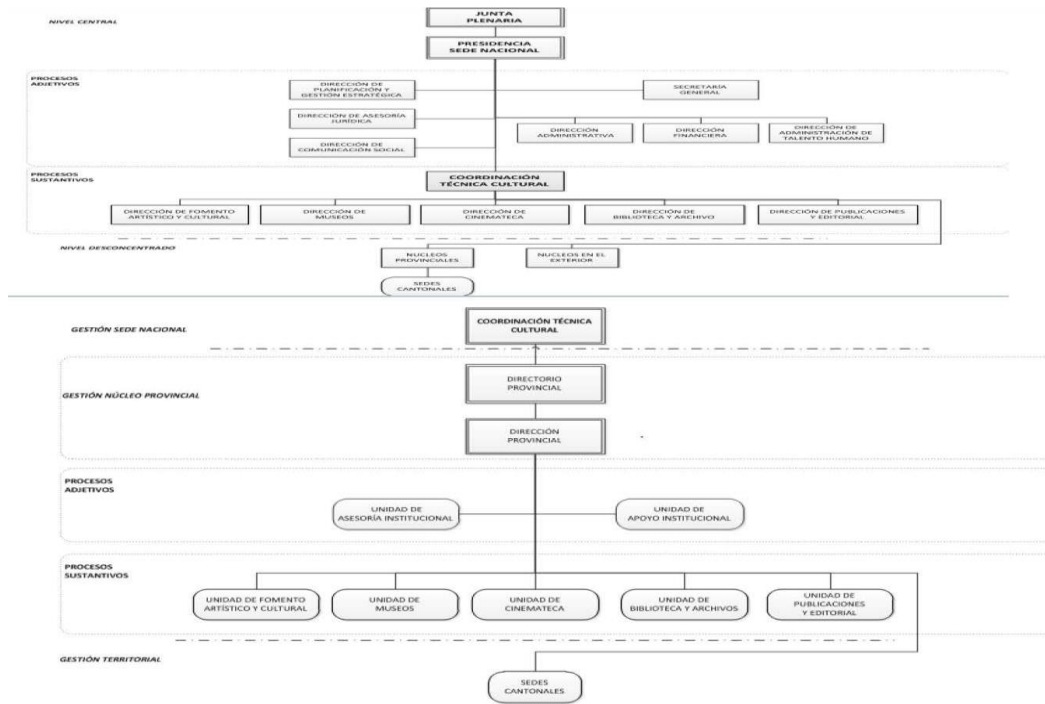 NIVEL CENTRAL
JUNTA
PLENARIA
PRESIDENCIA
SEDE NACIONAL
PROCESOS
ADJETIVOS
DIRECCIÓN DE
PLANIFICACIÓN Y
GESTIÓN ESTRATÉGICA
SECRETARÍA
GENERAL
DIRECCIÓN DE ASESORÍA
JURÍDICA
DIRECCIÓN
ADMINISTRATIVA
DIRECCIÓN
FINANCIERA
DIRECCIÓN DE
ADMINISTRACIÓN DE
TALENTO HUMANO
DIRECCIÓN DE
COMUNICACIÓN SOCIAL
PROCESOS
SUSTANTIVOS
COORDINACIÓN
TÉCNICA CULTURAL
DIRECCIÓN DE FOMENTO
ARTÍSTICO Y CULTURAL
DIRECCIÓN DE
MUSEOS
DIRECCIÓN DE
CINEMATECA
DIRECCIÓN DE
BIBLIOTECA Y ARCHIVO
DIRECCIÓN DE PUBLICACIONES
Y EDITORIAL
NIVEL DESCONCENTRADO
NUCLEOS
PROVINCIALES
NUCLEOS EN EL
EXTERIOR
SEDES
CANTONALES
GESTIÓN SEDE NACIONAL
COORDINACIÓN TÉCNICA
CULTURAL
GESTIÓN NÚCLEO PROVINCIAL
DIRECTORIO
PROVINCIAL
DIRECCIÓN
PROVINCIAL
PROCESOS
ADJETIVOS
UNIDAD DE
ASESORÍA INSTITUCIONAL
UNIDAD DE
APOYO INSTITUCIONAL
PROCESOS
SUSTANTIVOS
UNIDAD DE FOMENTO
ARTÍSTICO Y CULTURAL
UNIDAD DE
MUSEOS
UNIDAD DE
CINEMATECA
UNIDAD DE
BIBLIOTECA Y ARCHIVOS
UNIDAD DE
PUBLICACIONES
Y EDITORIAL
GESTIÓN TERRITORIAL
SEDES
CANTONALES